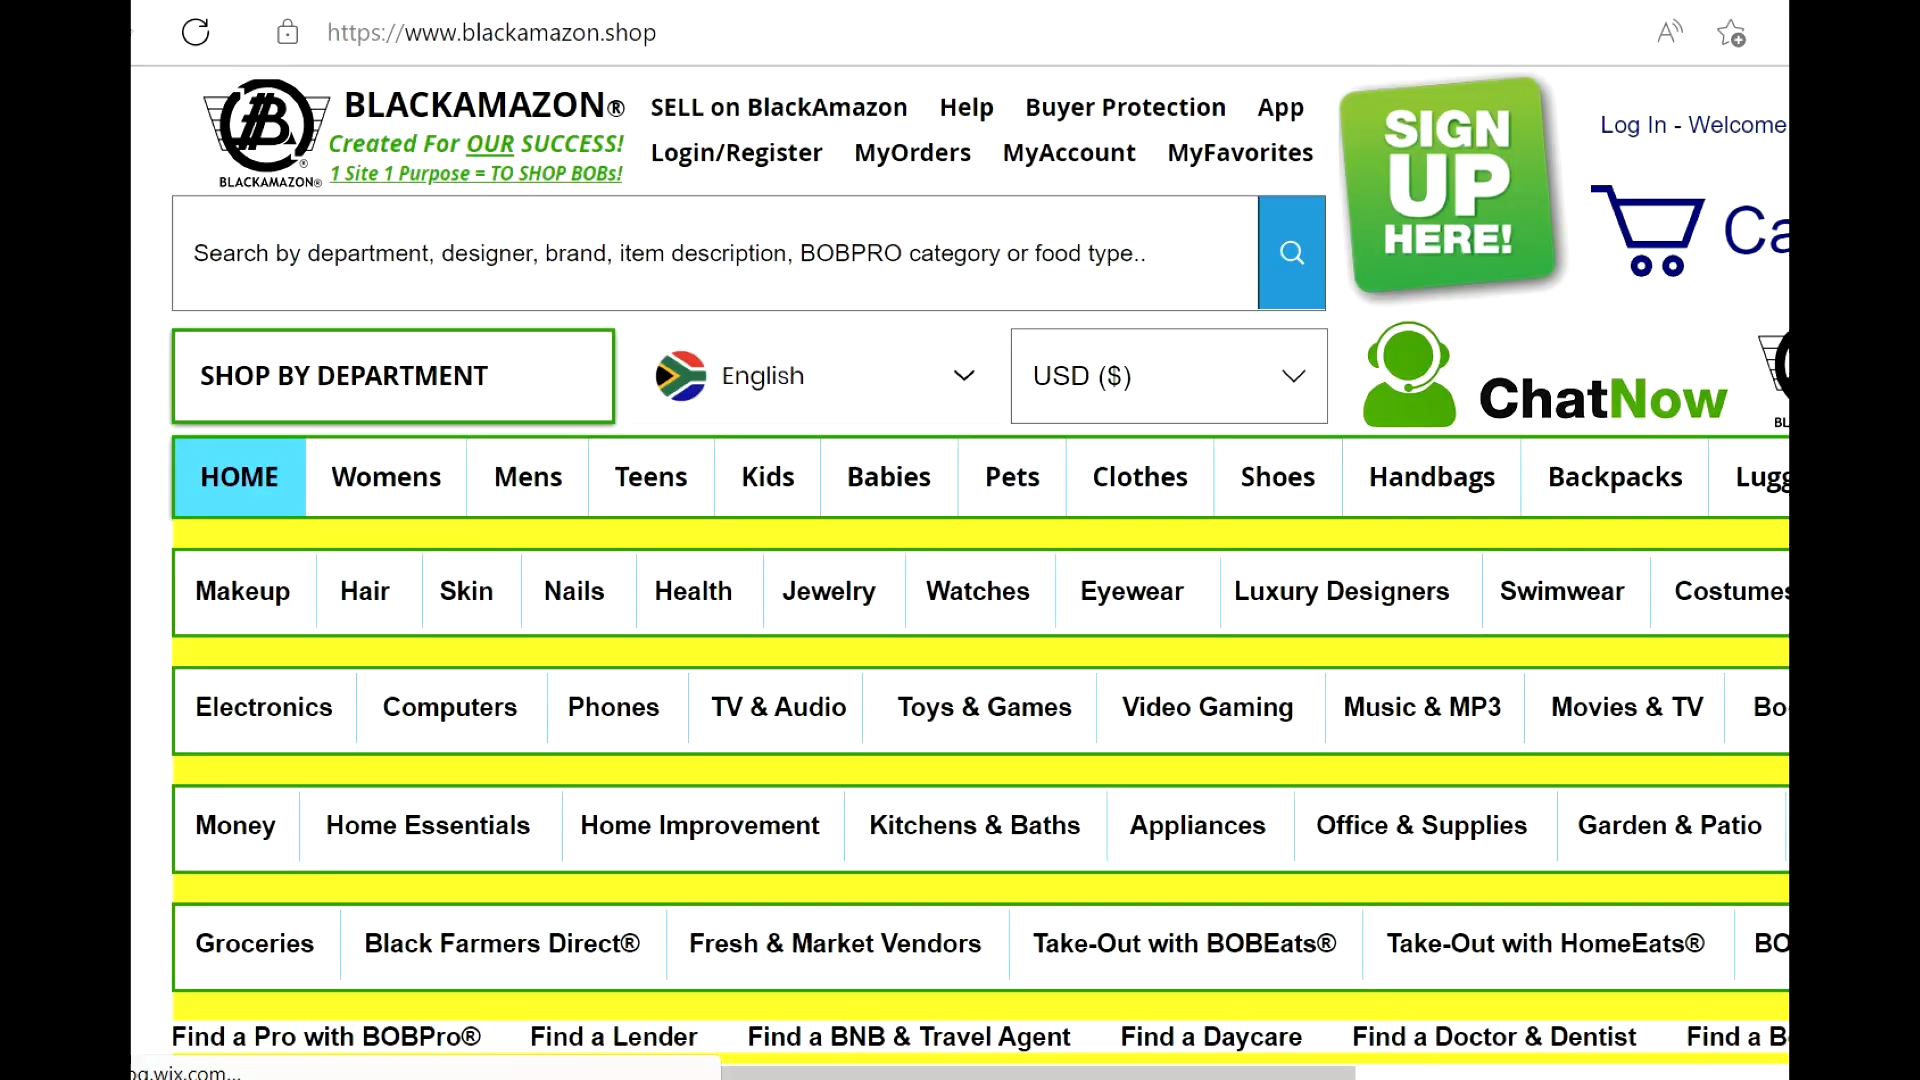 https://www.blackamazon.shop
BLACKAMAZON®
Created For OUR SUCCESS!
1 Site 1 Purpose = TO SHOP BOBs!
BLACKAMAZON®
SELL on BlackAmazon Help Buyer Protection App
Login/Register MyOrders MyAccount MyFavorites
SIGN
UP
HERE!
Log In - Welcome
Search by department, designer, brand, item description, BOBPRO category or food type..
SHOP BY DEPARTMENT
English
USD ($)
ChatNow
HOME Womens Mens Teens Kids Babies Pets Clothes Shoes Handbags Backpacks
Makeup Hair Skin Nails Health Jewelry Watches Eyewear Luxury Designers Swimwear Costumes
Electronics Computers Phones TV & Audio Toys & Games Video Gaming Music & MP3 Movies & TV
Money Home Essentials Home Improvement Kitchens & Baths Appliances Office & Supplies Garden & Patio
Groceries Black Farmers Direct® Fresh & Market Vendors Take-Out with BOBEats® Take-Out with HomeEats®
Find a Pro with BOBPro® Find a Lender Find a BNB & Travel Agent Find a Daycare Find a Doctor & Dentist Find a